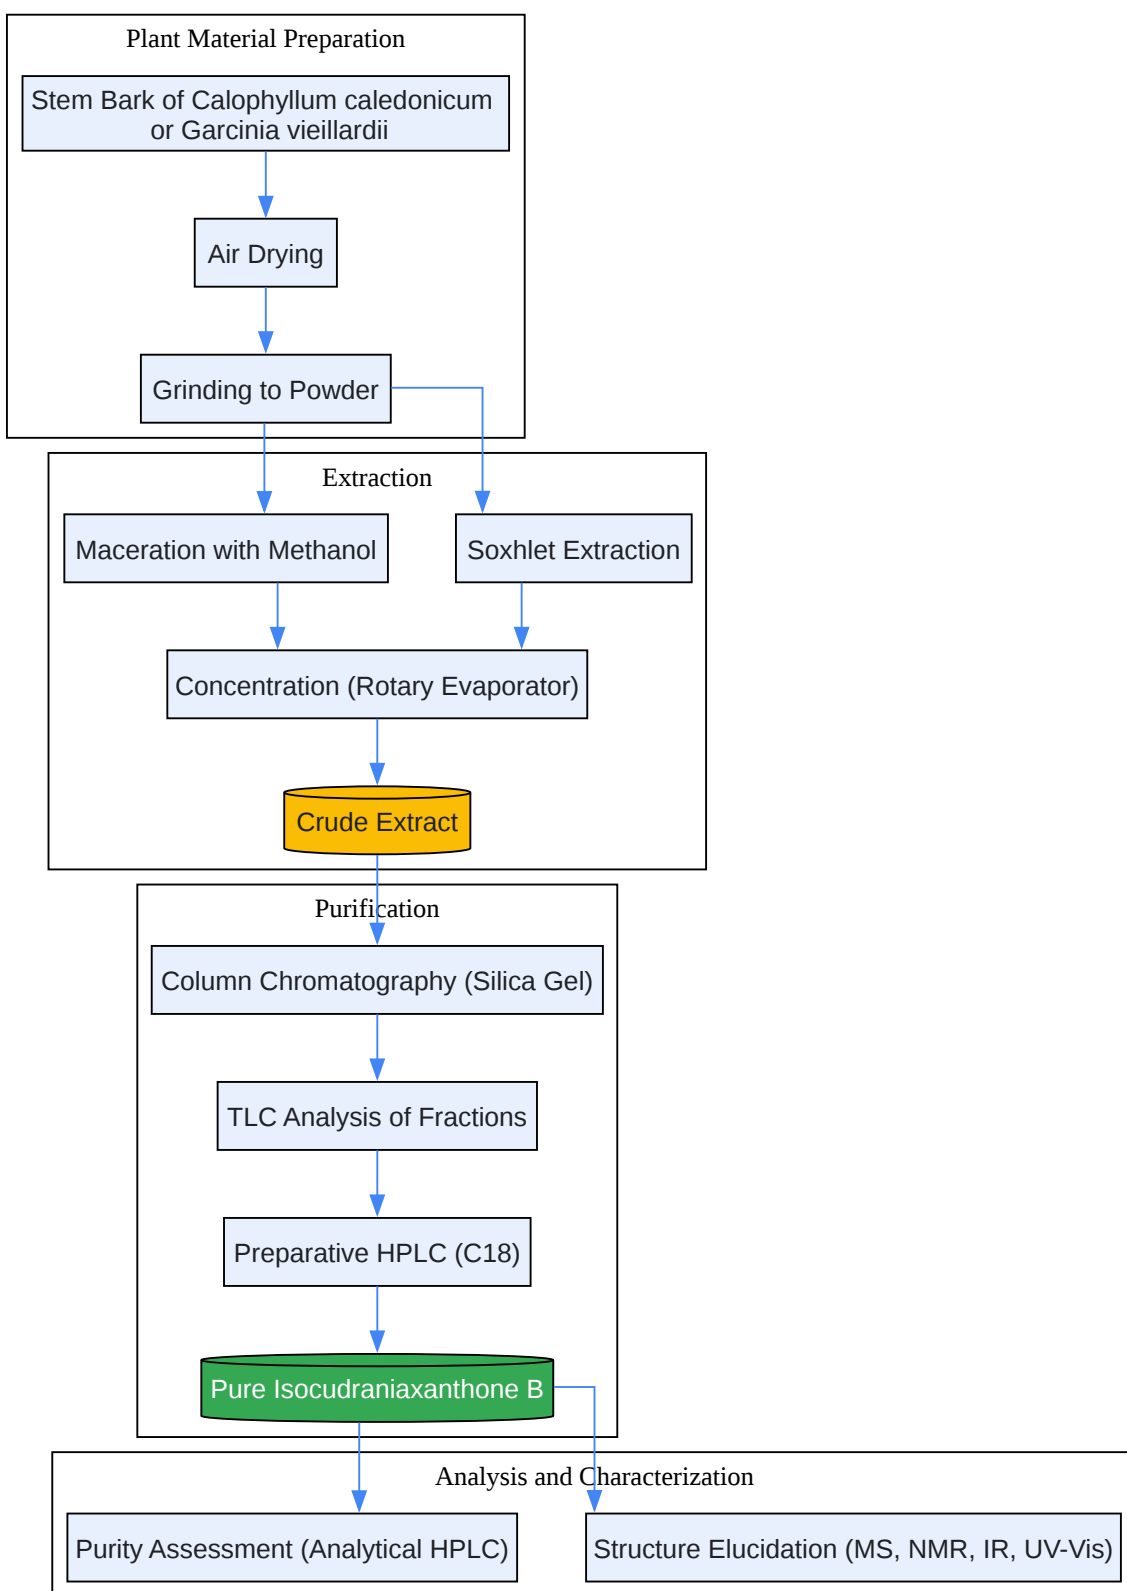 Plant Material Preparation
Stem Bark of Calophyllum caledonicum
or Garcinia vieillardii
Air Drying
Grinding to Powder
Extraction
Maceration with Methanol
Soxhlet Extraction
Concentration (Rotary Evaporator)
Crude Extract
Purification
Column Chromatography (Silica Gel)
TLC Analysis of Fractions
Preparative HPLC (C18)
Pure Isocudraniaxanthone B
Analysis and Characterization
Purity Assessment (Analytical HPLC)
Structure Elucidation (MS, NMR, IR, UV-Vis)